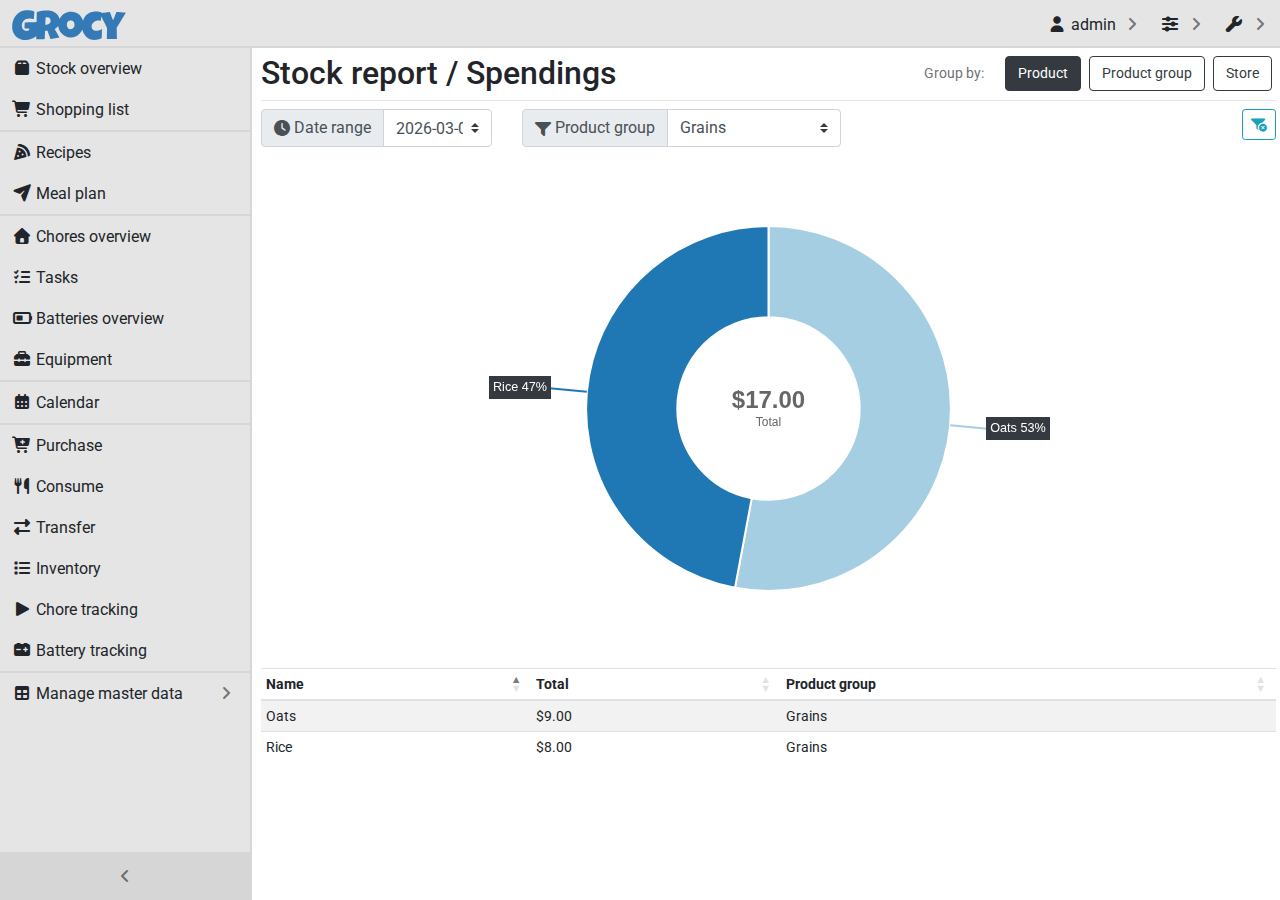 GROCY
admin
Stock overview
Shopping list
Recipes
Meal plan
Chores overview
Tasks
Batteries overview
Equipment
Calendar
Purchase
Consume
Transfer
Inventory
Chore tracking
Battery tracking
Manage master data
Stock report / Spendings
Group by: Product Product group Store
Date range 2026-03-0 Product group Grains
Rice 47%
$17.00
Total
Oats 53%
Name Total Product group
Oats $9.00 Grains
Rice $8.00 Grains